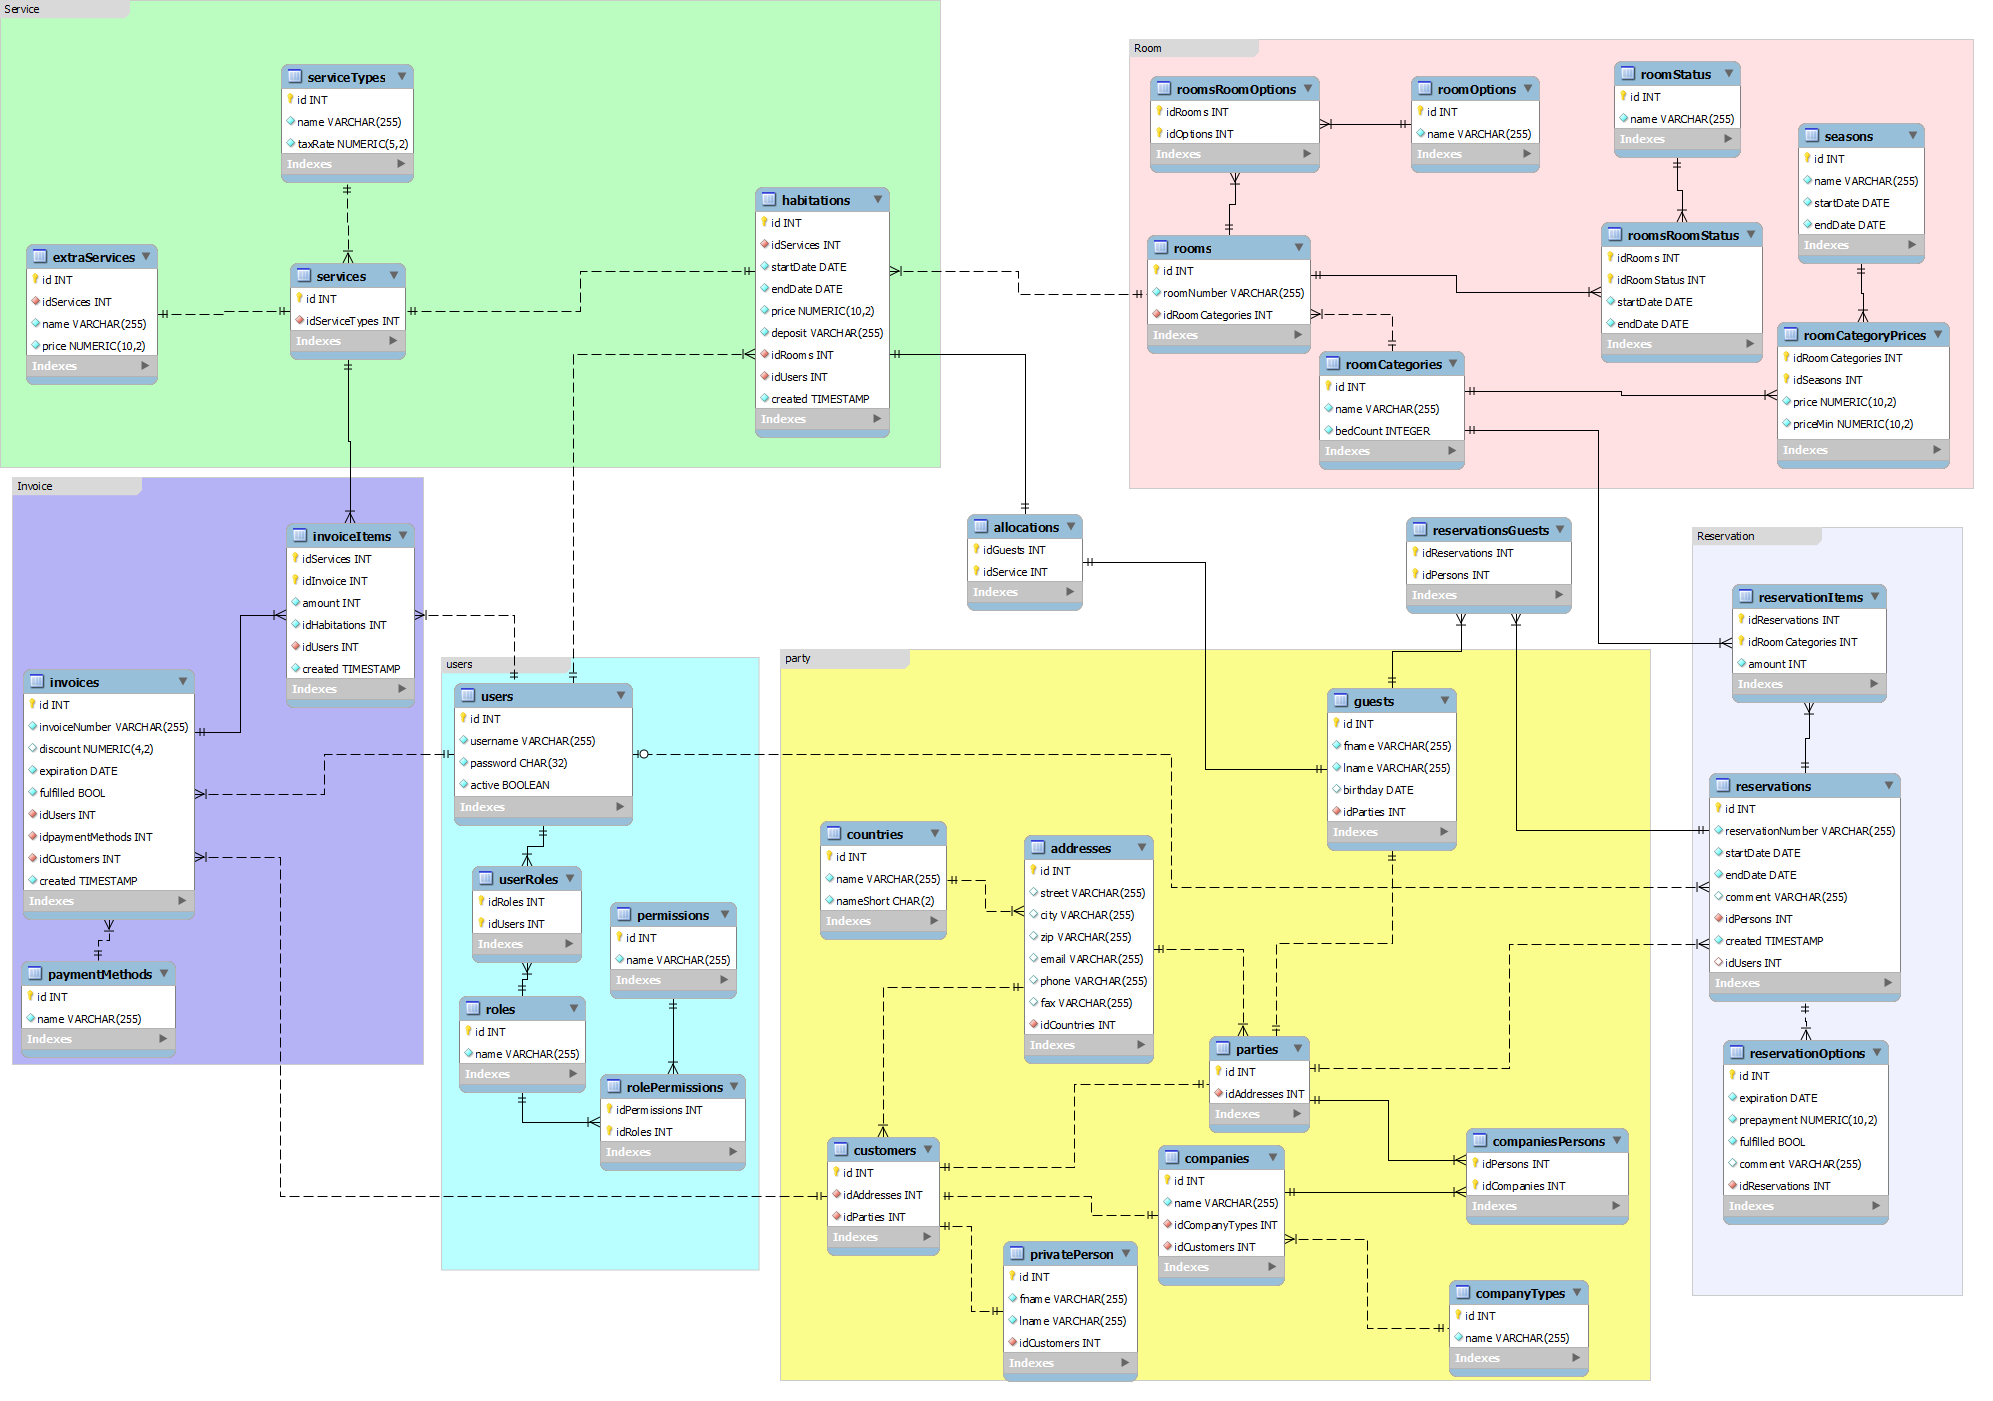 Service
serviceTypes
id INT
name VARCHAR(255)
taxRate NUMERIC(5,2)
Indexes
extraServices
id INT
idServices INT
name VARCHAR(255)
price NUMERIC(10,2)
Indexes
services
id INT
idServiceTypes INT
Indexes
habitations
id INT
idServices INT
startDate DATE
endDate DATE
price NUMERIC(10,2)
deposit VARCHAR(255)
idRooms INT
idUsers INT
created TIMESTAMP
Indexes
Room
roomsRoomOptions
idRooms INT
idOptions INT
Indexes
roomOptions
id INT
name VARCHAR(255)
Indexes
roomStatus
id INT
name VARCHAR(255)
Indexes
seasons
id INT
name VARCHAR(255)
startDate DATE
endDate DATE
Indexes
rooms
id INT
roomNumber VARCHAR(255)
idRoomCategories INT
Indexes
roomsRoomStatus
idRooms INT
idRoomStatus INT
startDate DATE
endDate DATE
Indexes
roomCategories
id INT
name VARCHAR(255)
bedCount INTEGER
Indexes
roomCategoryPrices
idRoomCategories INT
idSeasons INT
price NUMERIC(10,2)
priceMin NUMERIC(10,2)
Indexes
Invoice
invoiceItems
idServices INT
idInvoice INT
amount INT
idHabitations INT
idUsers INT
created TIMESTAMP
Indexes
invoices
id INT
invoiceNumber VARCHAR(255)
discount NUMERIC(4,2)
expiration DATE
fulfilled BOOL
idUsers INT
idpaymentMethods INT
idCustomers INT
created TIMESTAMP
Indexes
paymentMethods
id INT
name VARCHAR(255)
Indexes
users
users
id INT
username VARCHAR(255)
password CHAR(32)
active BOOLEAN
Indexes
userRoles
idRoles INT
idUsers INT
Indexes
permissions
id INT
name VARCHAR(255)
Indexes
roles
id INT
name VARCHAR(255)
Indexes
rolePermissions
idPermissions INT
idRoles INT
Indexes
allocations
idGuests INT
idService INT
Indexes
reservationsGuests
idReservations INT
idPersons INT
Indexes
party
guests
id INT
fname VARCHAR(255)
lname VARCHAR(255)
birthday DATE
idParties INT
Indexes
countries
id INT
name VARCHAR(255)
nameShort CHAR(2)
Indexes
addresses
id INT
street VARCHAR(255)
city VARCHAR(255)
zip VARCHAR(255)
email VARCHAR(255)
phone VARCHAR(255)
fax VARCHAR(255)
idCountries INT
Indexes
parties
id INT
idAddresses INT
Indexes
customers
id INT
idAddresses INT
idParties INT
Indexes
companies
id INT
name VARCHAR(255)
idCompanyTypes INT
idCustomers INT
Indexes
companiesPersons
idPersons INT
idCompanies INT
Indexes
privatePerson
id INT
fname VARCHAR(255)
lname VARCHAR(255)
idCustomers INT
Indexes
companyTypes
id INT
name VARCHAR(255)
Indexes
Reservation
reservationItems
idReservations INT
idRoomCategories INT
amount INT
Indexes
reservations
id INT
reservationNumber VARCHAR(255)
startDate DATE
endDate DATE
comment VARCHAR(255)
idPersons INT
created TIMESTAMP
idUsers INT
Indexes
reservationOptions
id INT
expiration DATE
prepayment NUMERIC(10,2)
fulfilled BOOL
comment VARCHAR(255)
idReservations INT
Indexes